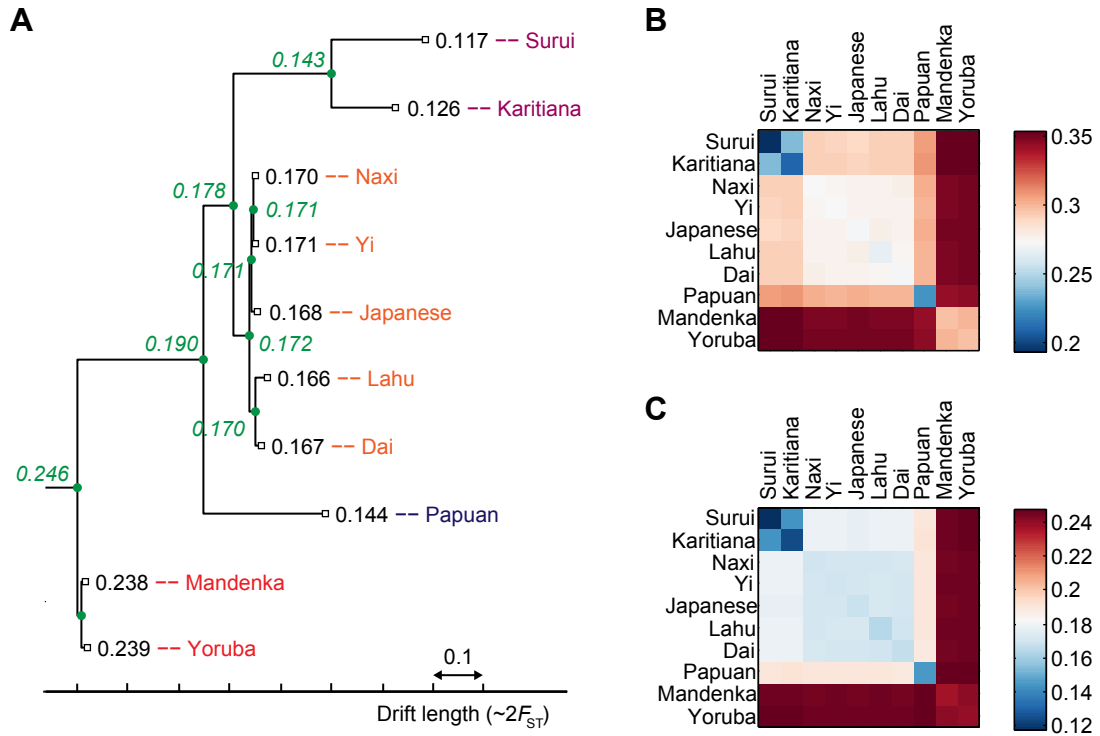 A
0.143
0.117 -- Surui
0.126 -- Karitiana
0.178
0.170 -- Naxi
0.171
0.171 -- Yi
0.171
0.168 -- Japanese
0.190
0.172
0.166 -- Lahu
0.170
0.167 -- Dai
0.246
0.144 -- Papuan
0.238 -- Mandenka
0.239 -- Yoruba
0.1
Drift length (~2FST)
B
Surui
Karitiana
Naxi
Yi
Japanese
Lahu
Dai
Papuan
Mandenka
Yoruba
Surui
Karitiana
Naxi
Yi
Japanese
Lahu
Dai
Papuan
Mandenka
Yoruba
0.35
0.3
0.25
0.2
C
Surui
Karitiana
Naxi
Yi
Japanese
Lahu
Dai
Papuan
Mandenka
Yoruba
Surui
Karitiana
Naxi
Yi
Japanese
Lahu
Dai
Papuan
Mandenka
Yoruba
0.24
0.22
0.2
0.18
0.16
0.14
0.12